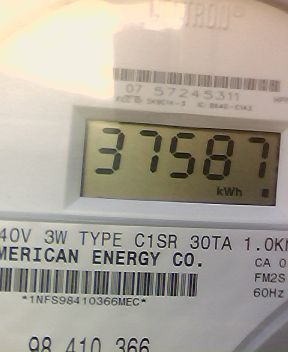 07 57245311
37587
kWh
40V 3W TYPE C1SR 30TA 1.0K
MERICAN ENERGY CO.
CA 0
FM2S
60Hz
*1NFS98410366MEC*
98 410 366